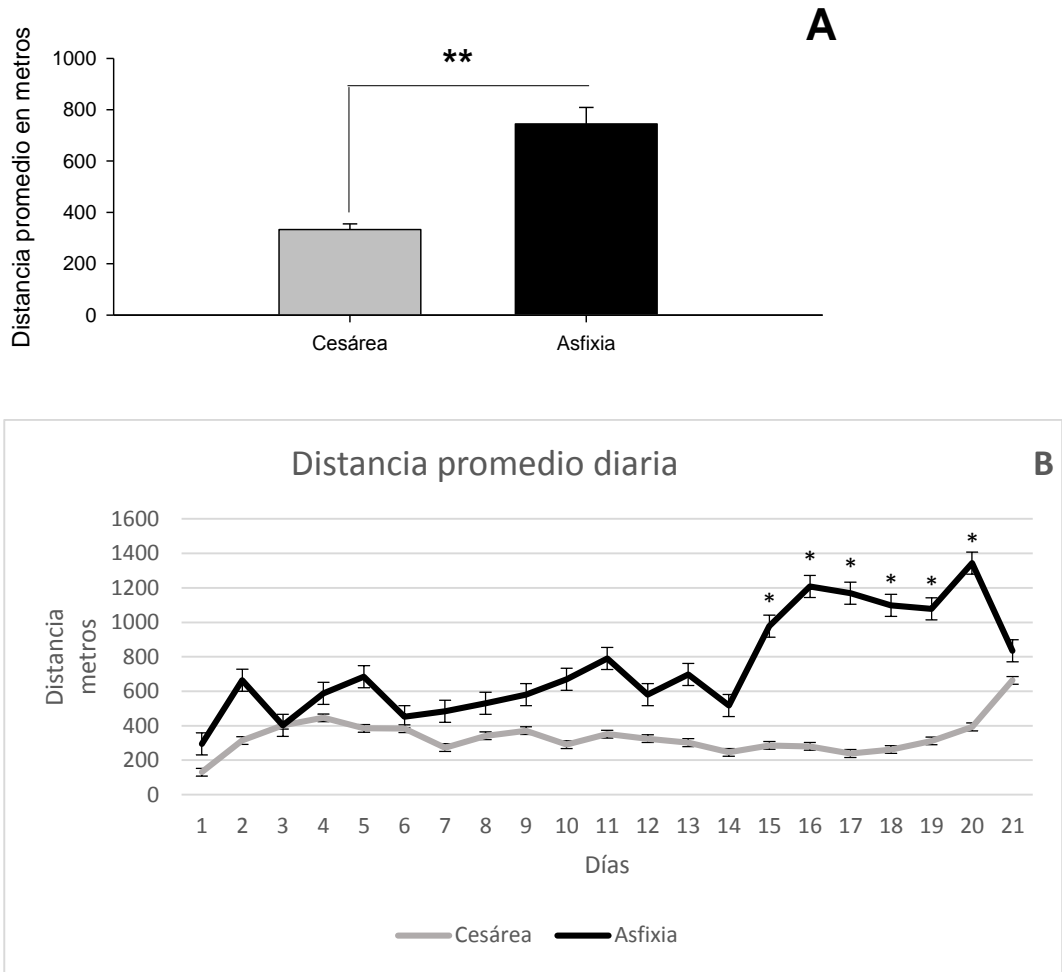 A
Distancia promedio en metros
1000
800
600
400
200
0
**
Cesárea
Asfixia
Distancia promedio diaria
B
Distancia
metros
1600
1400
1200
1000
800
600
400
200
0
* * * * * *
1 2 3 4 5 6 7 8 9 10 11 12 13 14 15 16 17 18 19 20 21
Días
Cesárea
Asfixia